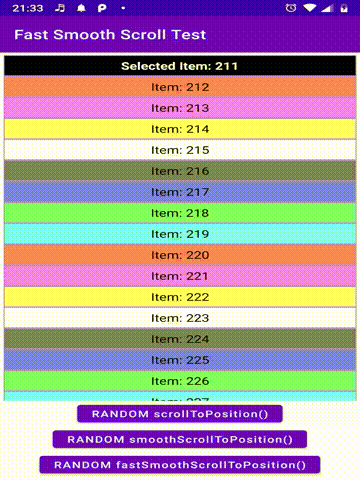 21:33
Fast Smooth Scroll Test
Selected Item: 211
Item: 212
Item: 213
Item: 214
Item: 215
Item: 216
Item: 217
Item: 218
Item: 219
Item: 220
Item: 221
Item: 222
Item: 223
Item: 224
Item: 225
Item: 226
Item: 227
RANDOM scrollToPosition()
RANDOM smoothScrollToPosition()
RANDOM fastSmoothScrollToPosition()